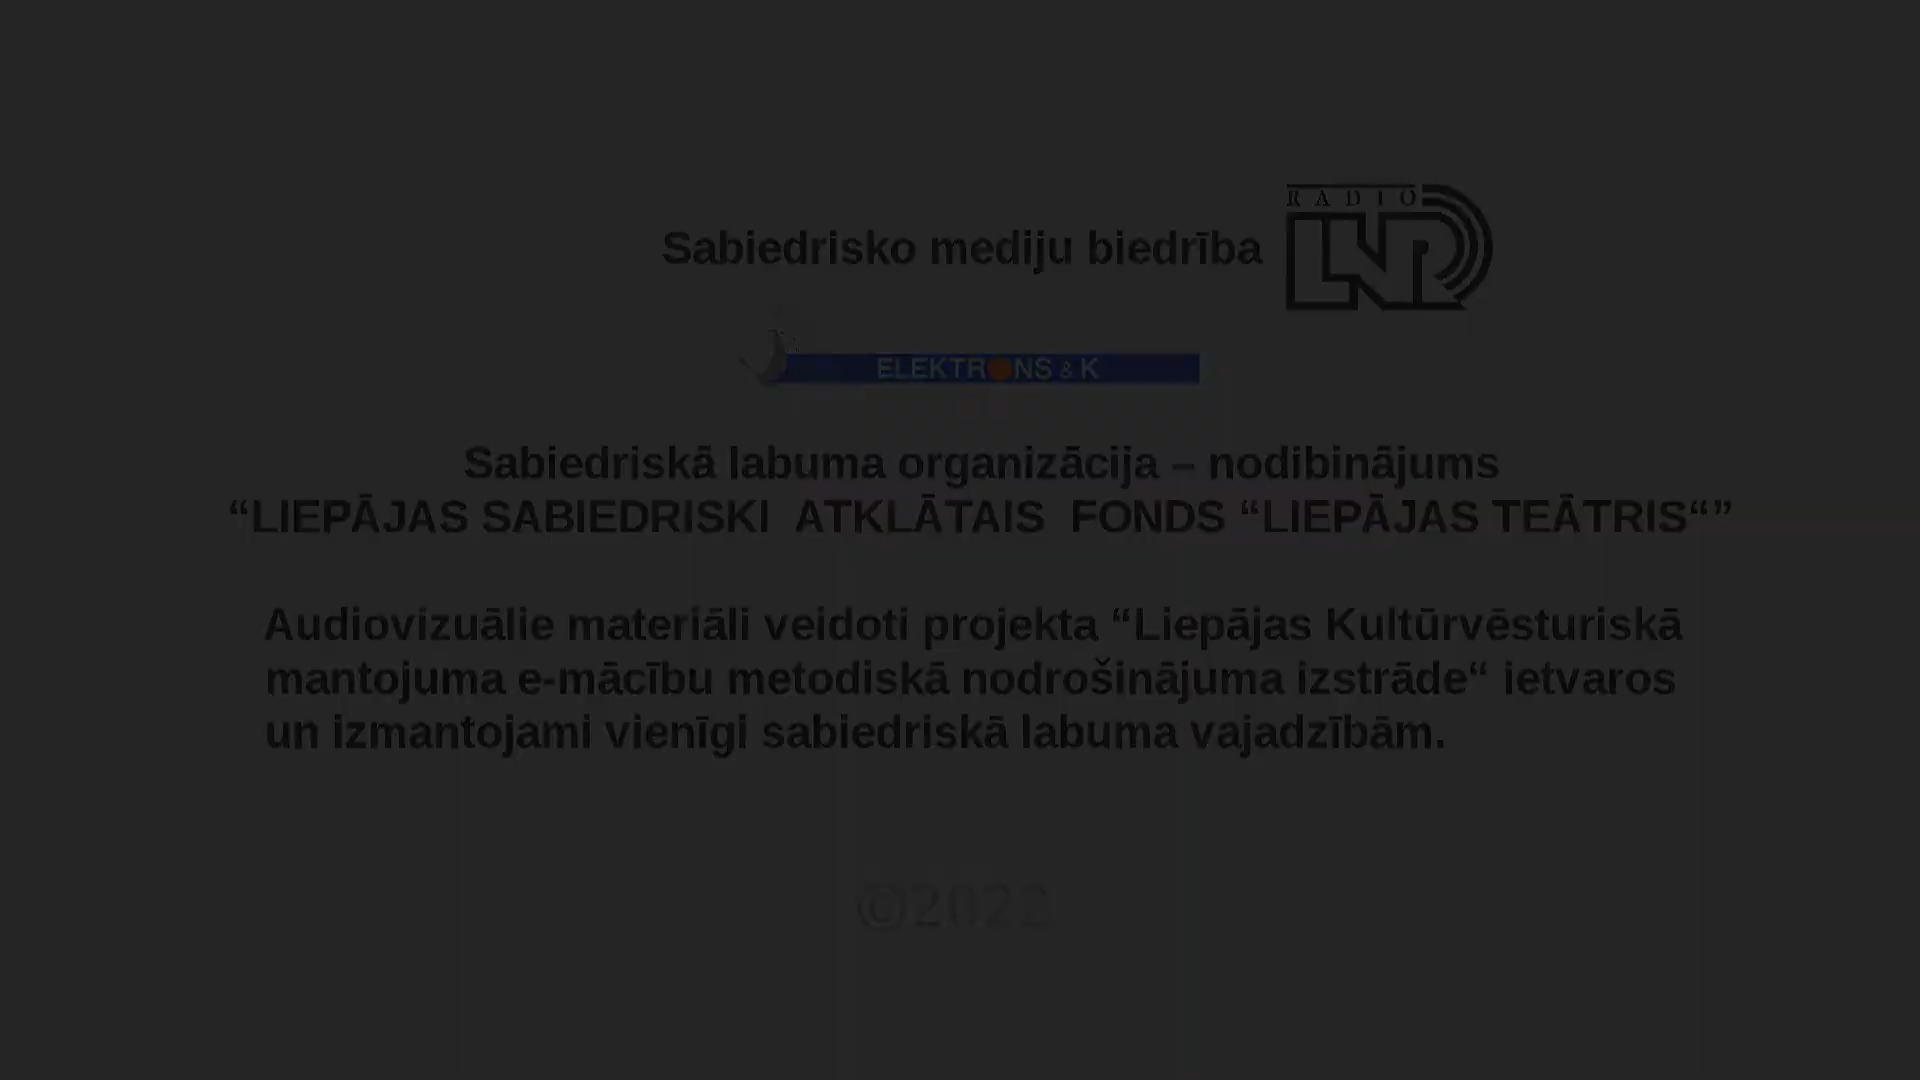 RADIO
Sabiedrisko mediju biedrība LNR
ELEKTRONS & K
Sabiedriskā labuma organizācija – nodibinājums
“LIEPĀJAS SABIEDRISKI ATKLĀTAIS FONDS “LIEPĀJAS TEĀTRIS“”
Audiovizuālie materiāli veidoti projekta “Liepājas Kultūrvēsturiskā
mantojuma e-mācību metodiskā nodrošinājuma izstrāde“ ietvaros
un izmantojami vienīgi sabiedriskā labuma vajadzībām.
©2022